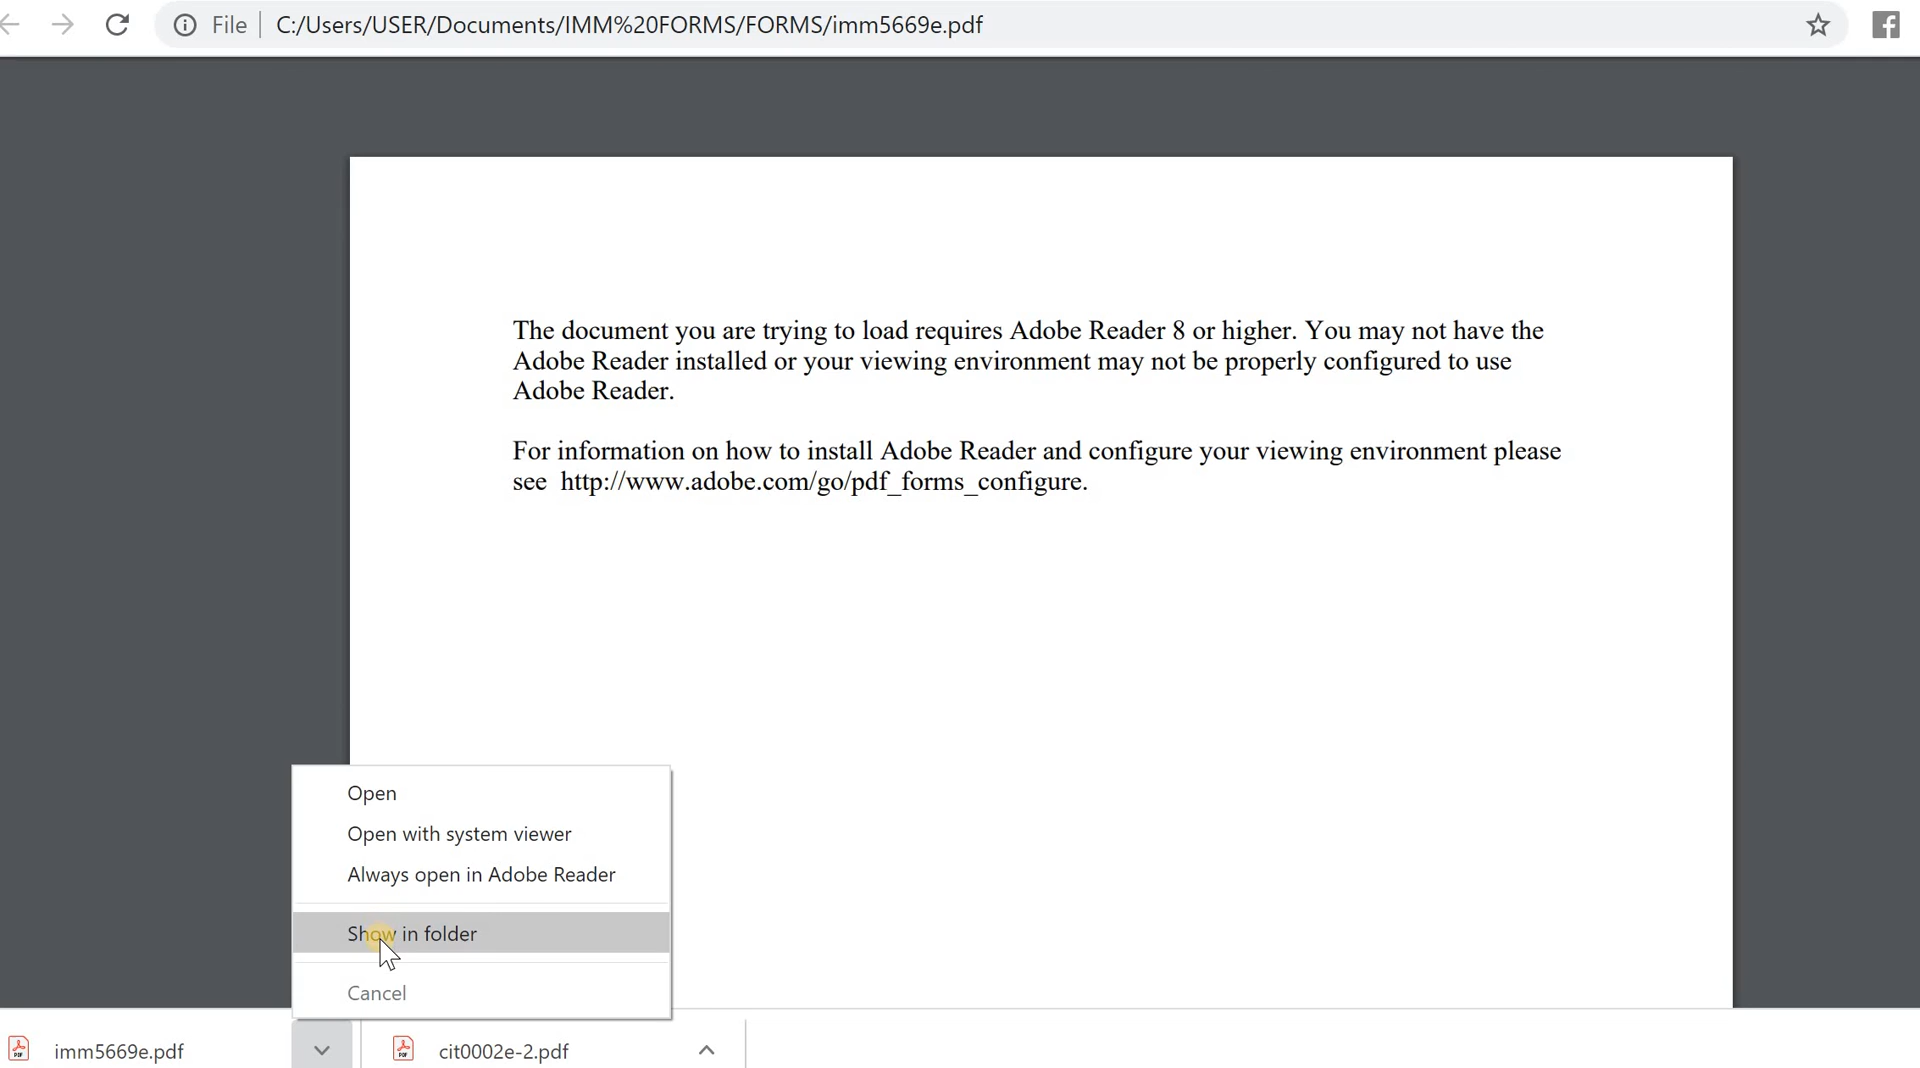 File C:/Users/USER/Documents/IMM%20FORMS/FORMS/imm5669e.pdf
The document you are trying to load requires Adobe Reader 8 or higher. You may not have the
Adobe Reader installed or your viewing environment may not be properly configured to use
Adobe Reader.
For information on how to install Adobe Reader and configure your viewing environment please
see  http://www.adobe.com/go/pdf_forms_configure.
Open
Open with system viewer
Always open in Adobe Reader
Show in folder
Cancel
imm5669e.pdf
cit0002e-2.pdf